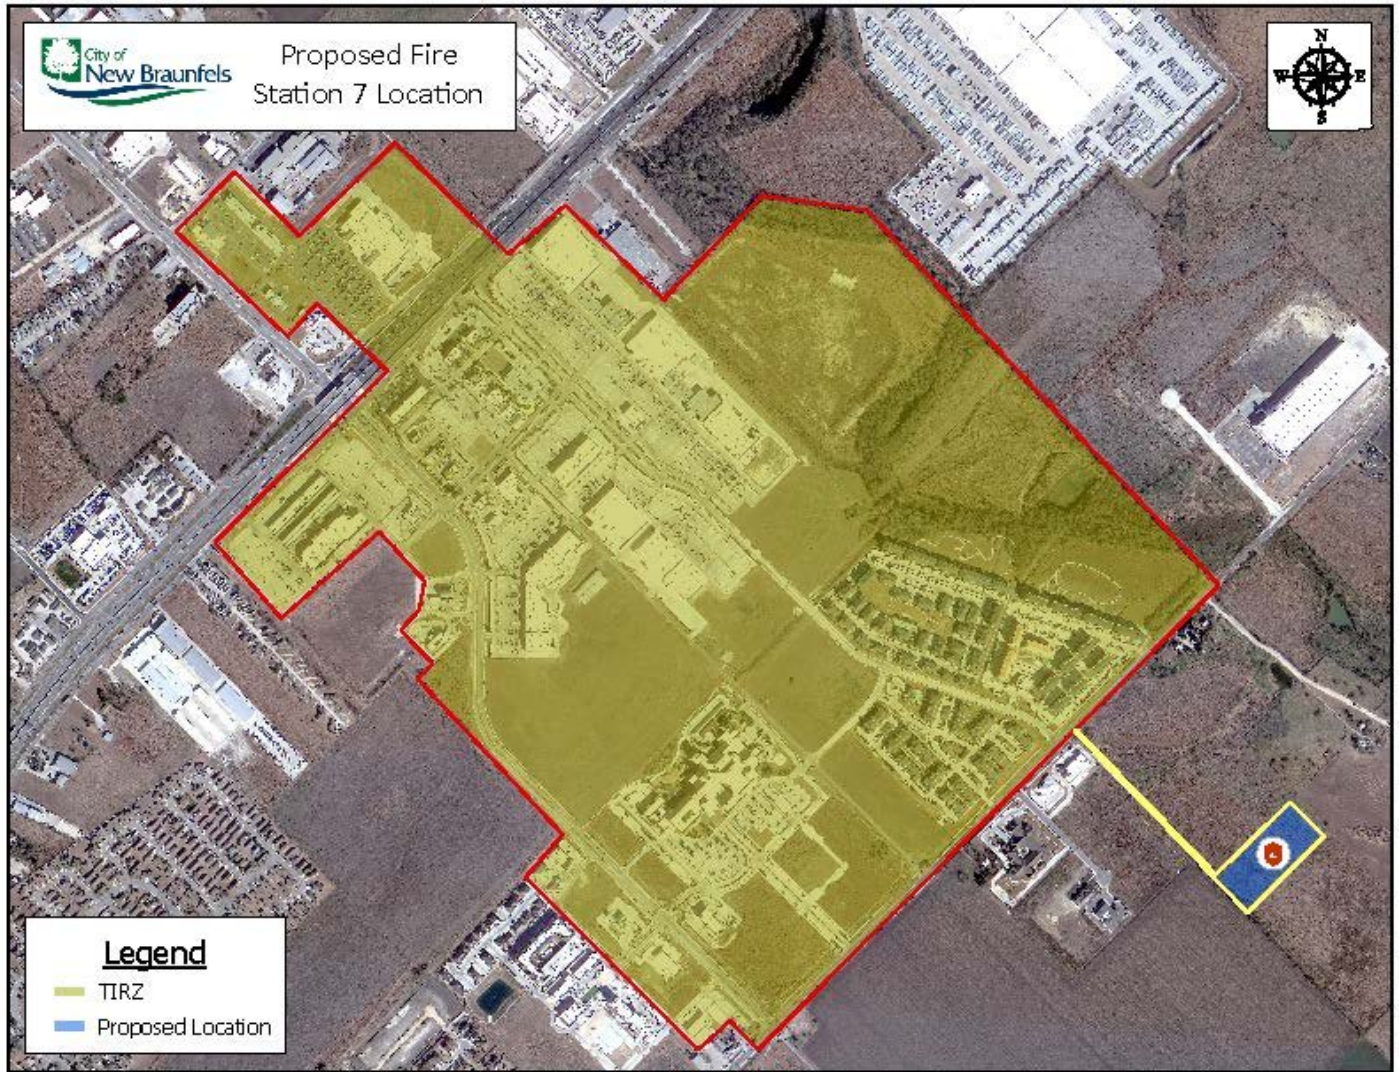 City of
New Braunfels
Proposed Fire
Station 7 Location
N
W E
S
Legend
TIRZ
Proposed Location